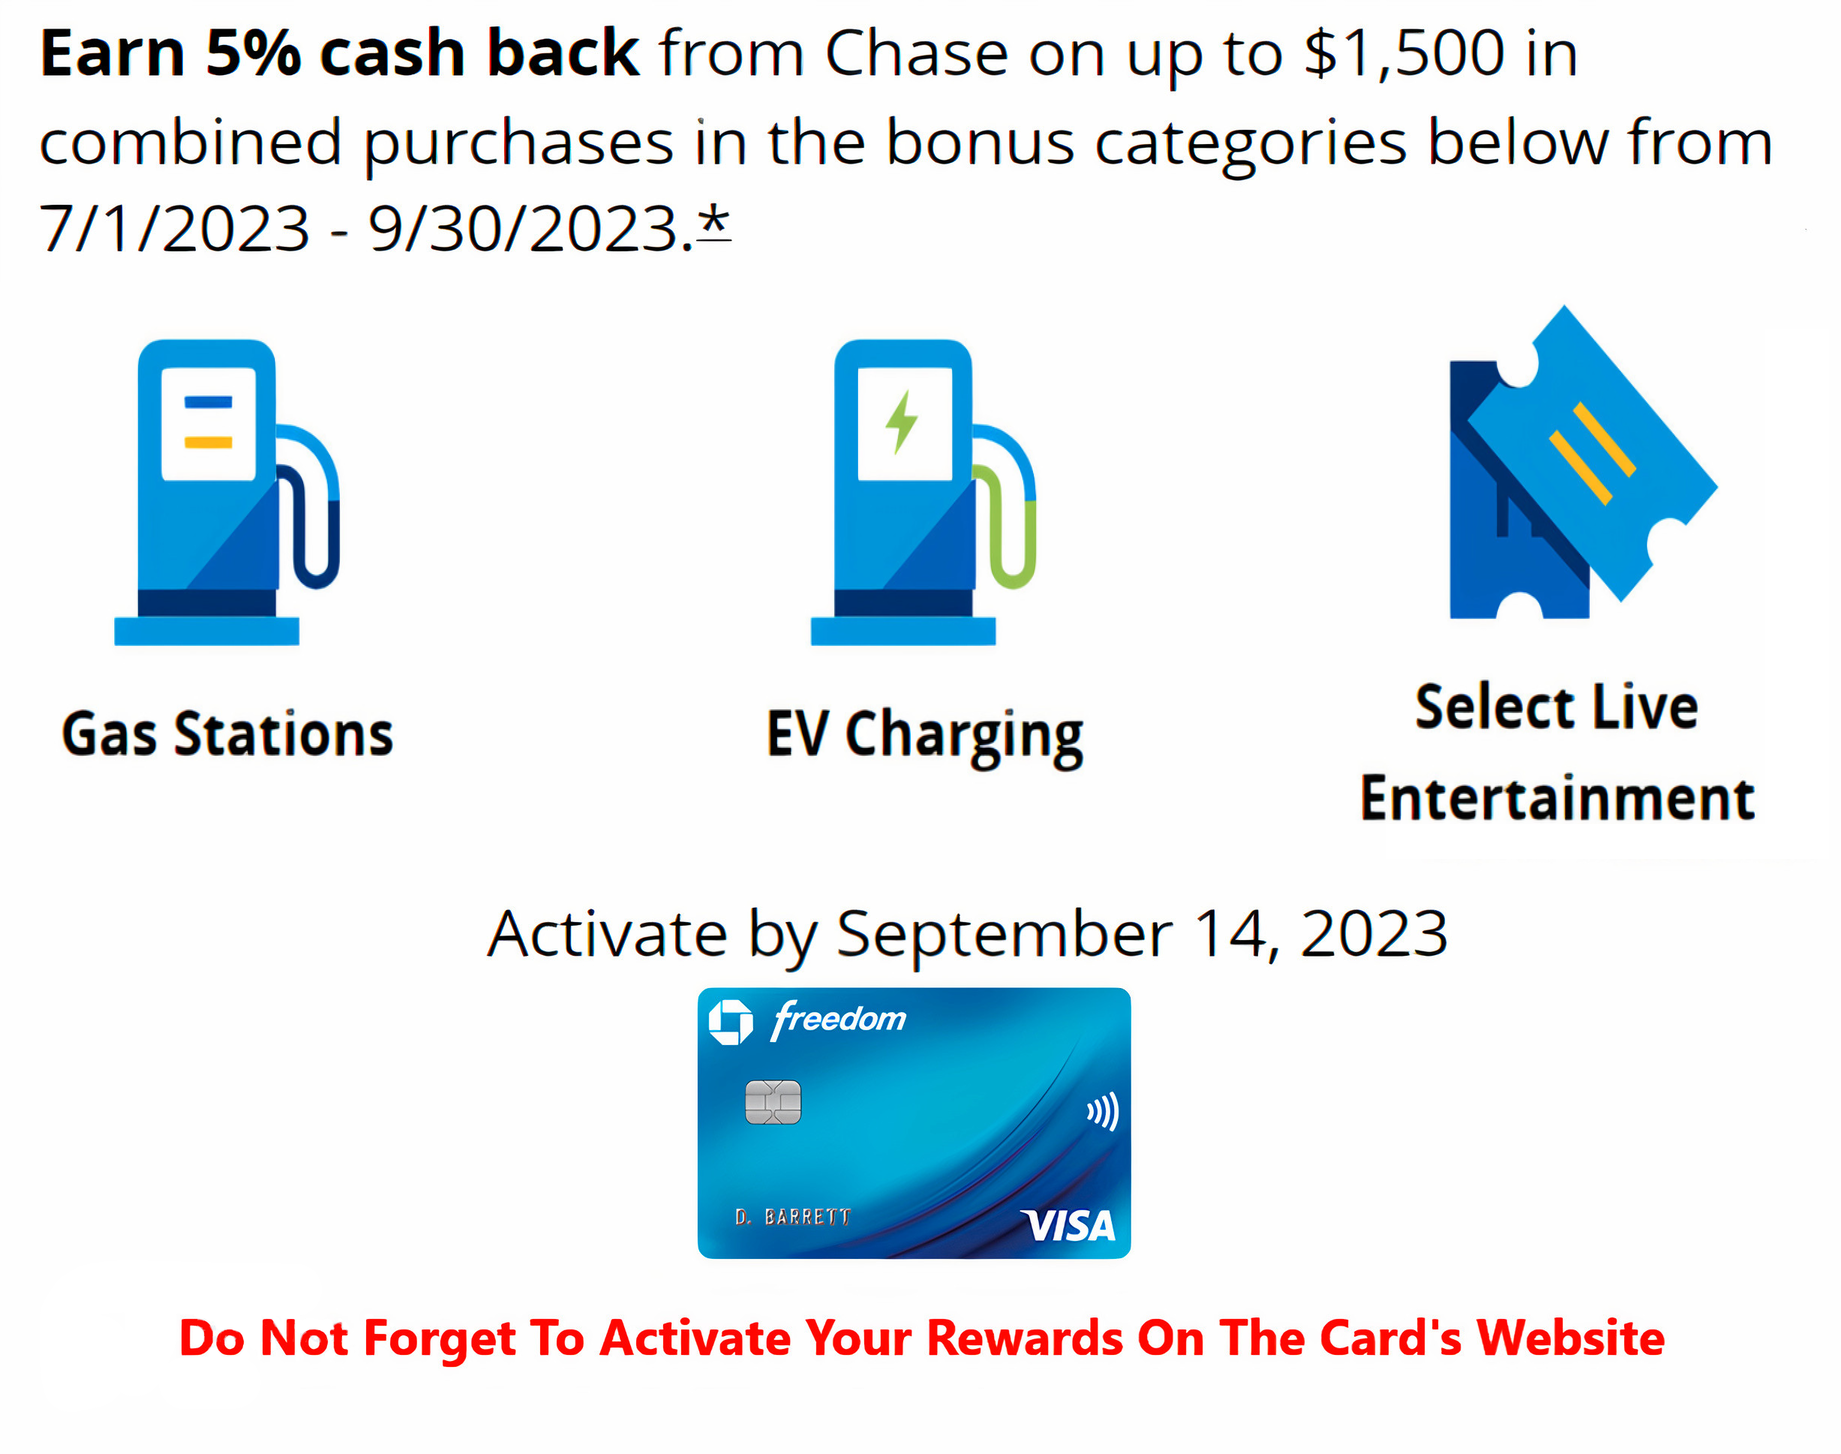 Earn 5% cash back from Chase on up to $1,500 in
combined purchases in the bonus categories below from
7/1/2023 - 9/30/2023.*
Gas Stations
EV Charging
Select Live
Entertainment
Activate by September 14, 2023
freedom
D. BARRETT
VISA
Do Not Forget To Activate Your Rewards On The Card's Website